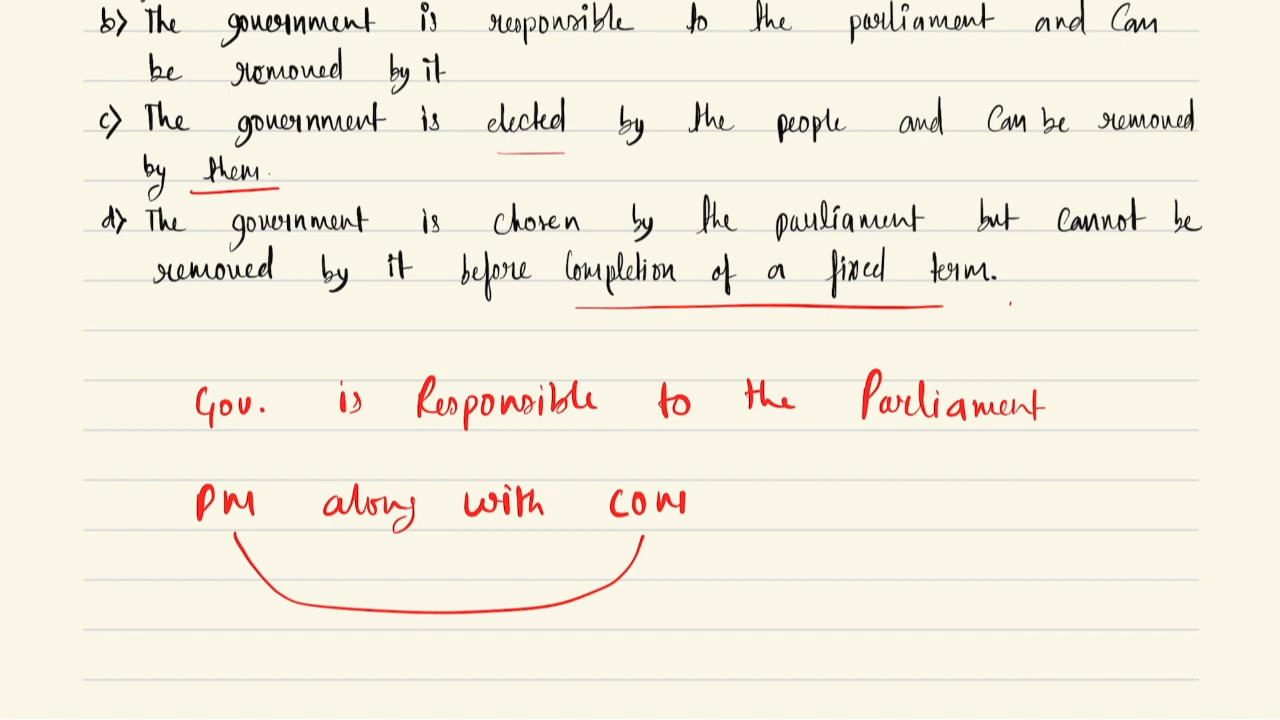 b) The government is responsible to the parliament and Can
be removed by it
c) The government is elected by the people and Can be removed
by them.
d) The government is chosen by the parliament but cannot be
removed by it before Completion of a fixed term.
Gov. is Responsible to the Parliament
PM along with COM